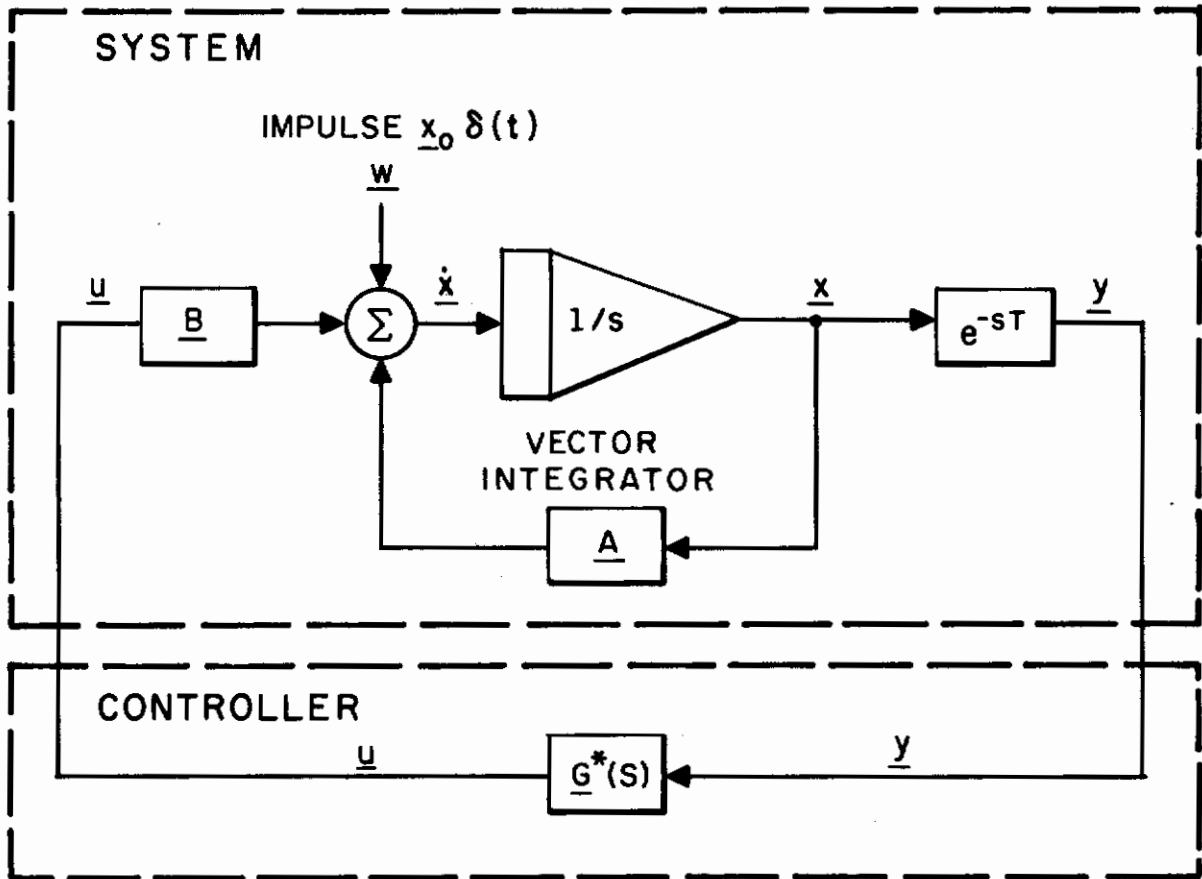 SYSTEM
IMPULSE x₀ δ(t)
w
u
B
Σ
ẋ
1/s
x
e^-sT
y
VECTOR
INTEGRATOR
A
CONTROLLER
u
G*(S)
y